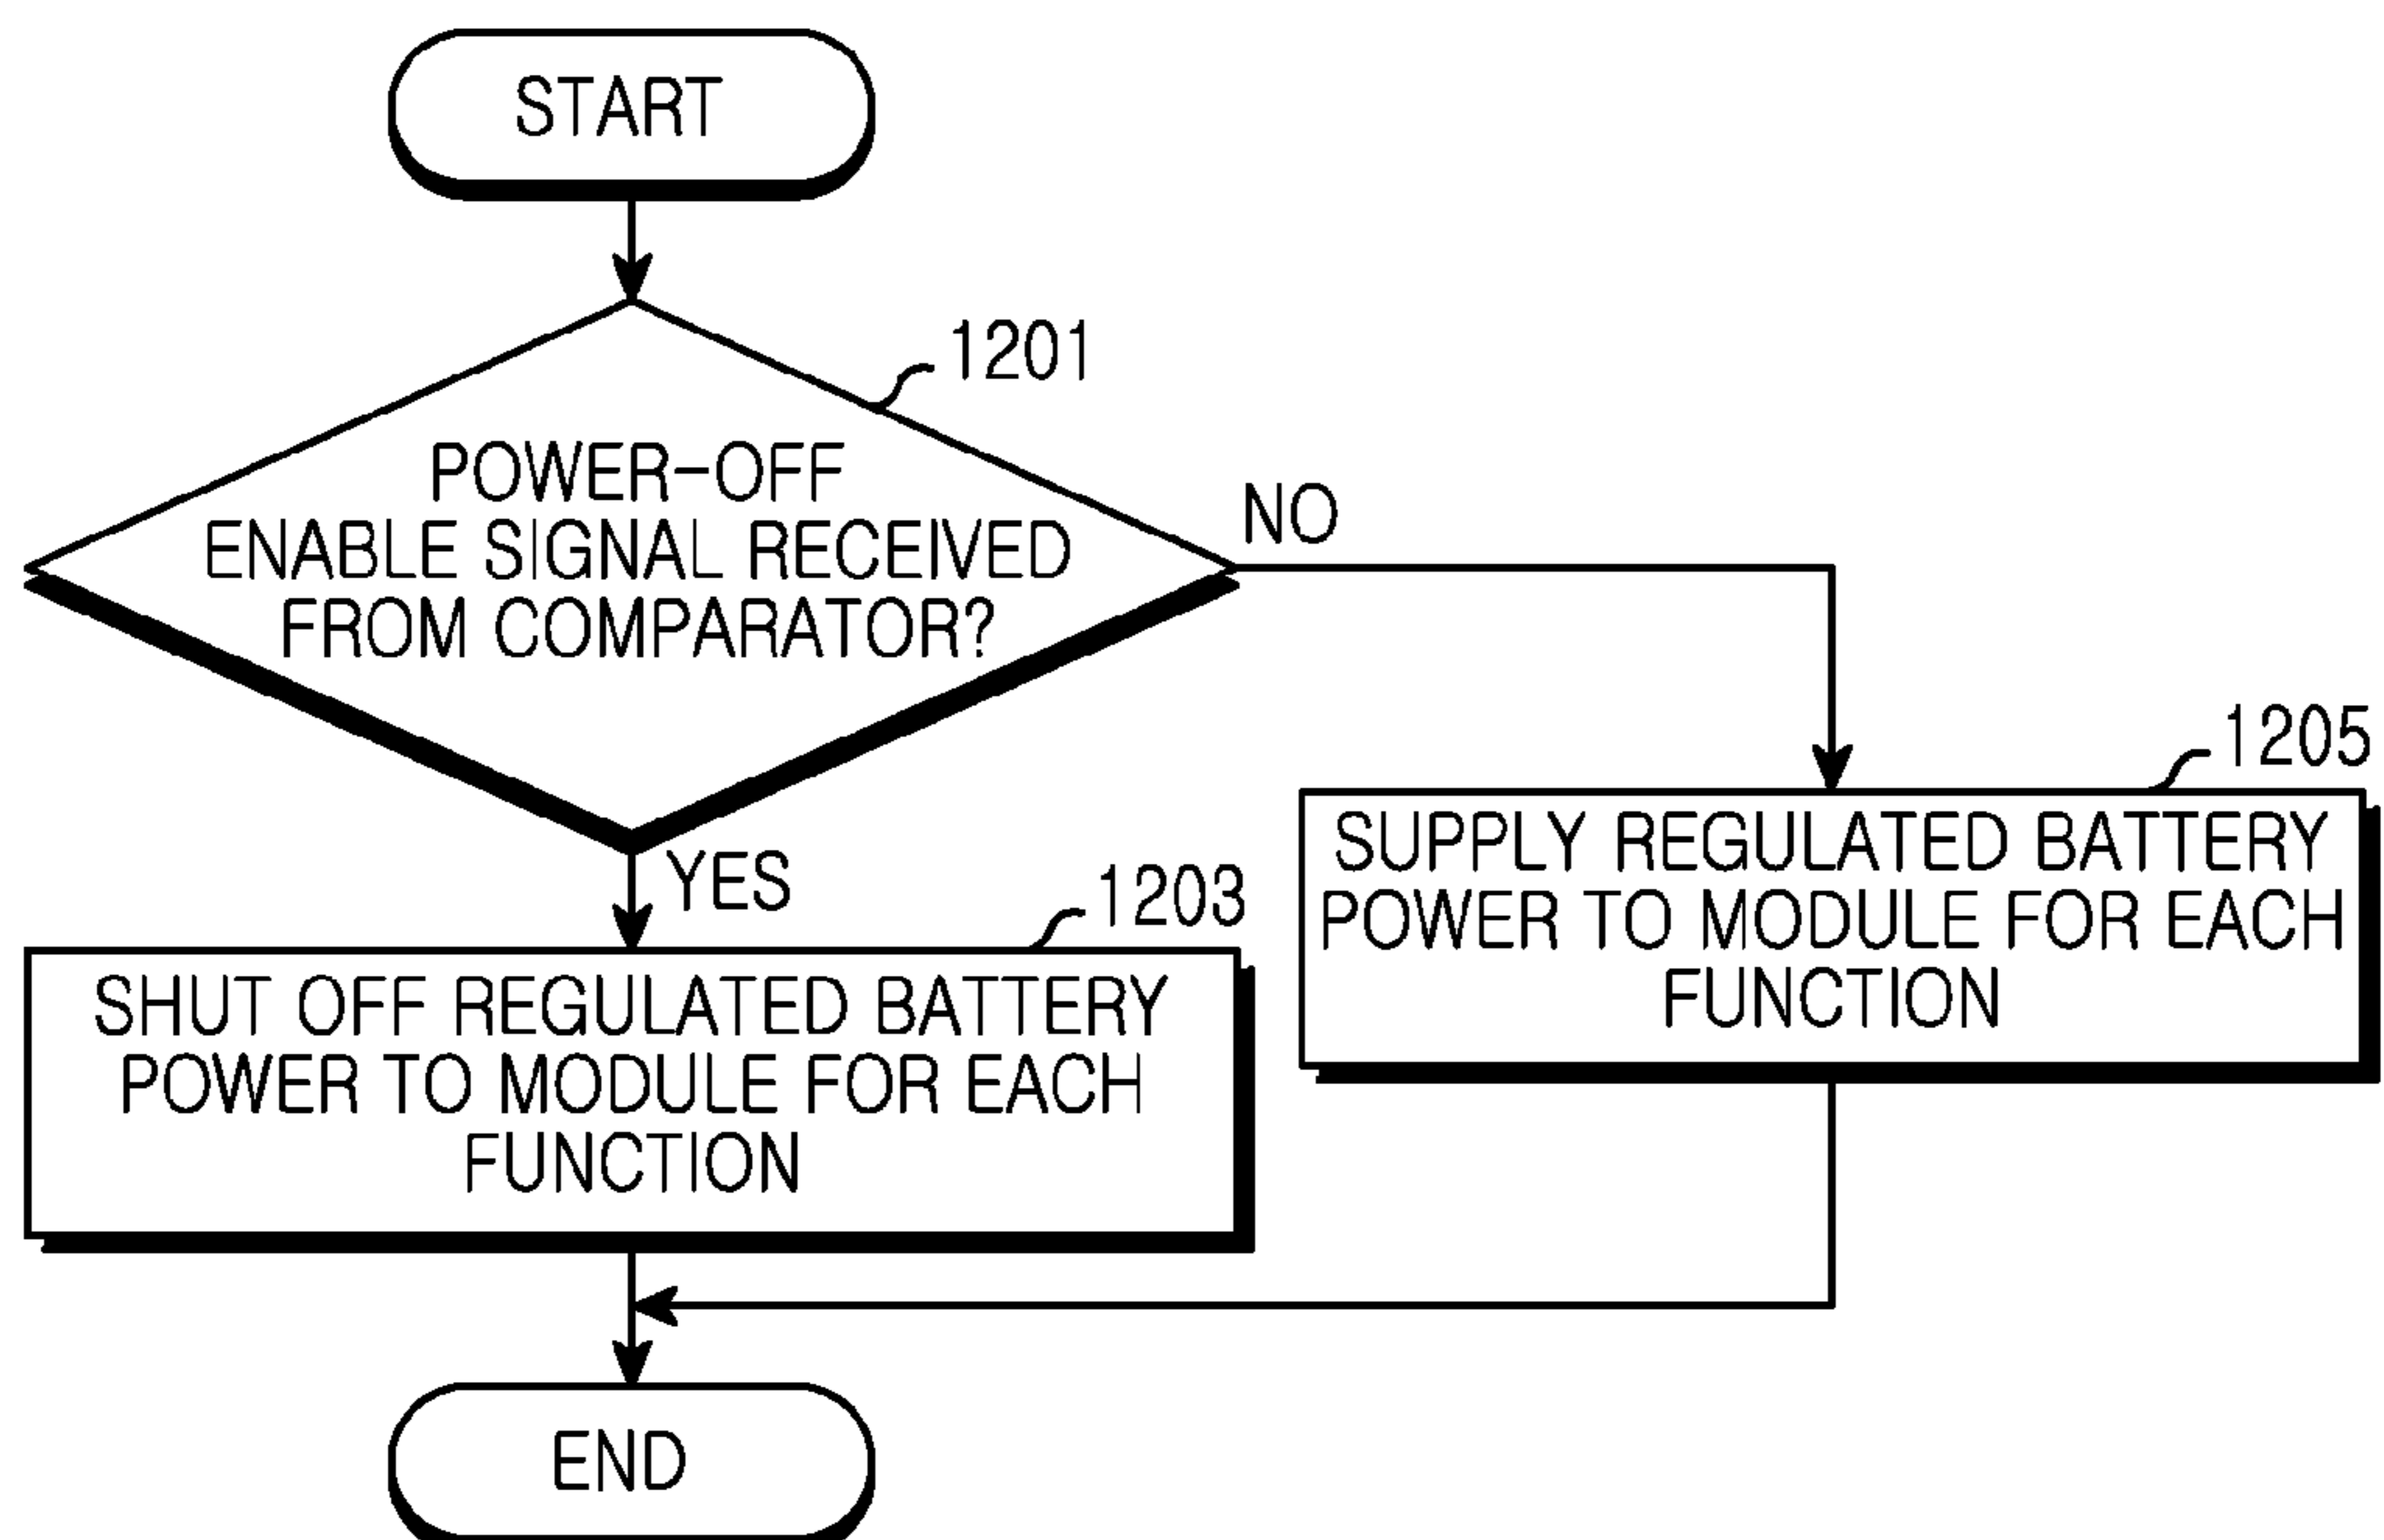 START
1201
POWER-OFF
ENABLE SIGNAL RECEIVED
FROM COMPARATOR?
NO
YES
1203
SHUT OFF REGULATED BATTERY
POWER TO MODULE FOR EACH
FUNCTION
1205
SUPPLY REGULATED BATTERY
POWER TO MODULE FOR EACH
FUNCTION
END